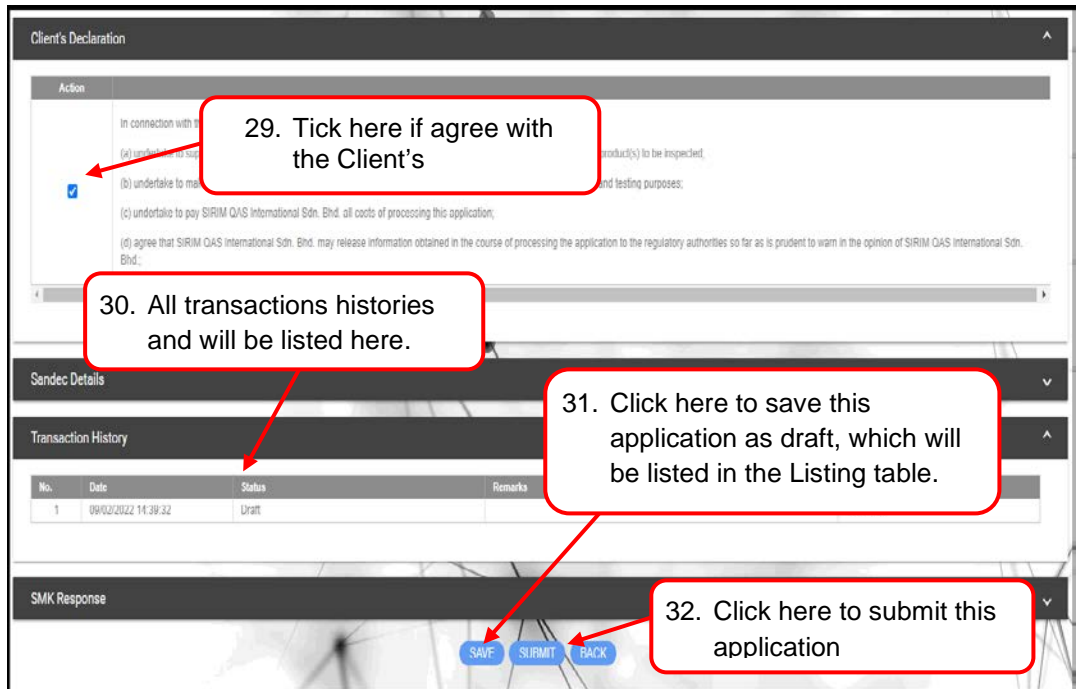 Client's Declaration
Action
In connection with th
29. Tick here if agree with
the Client's
(a) undertake to sup
product(s) to be inspected;
(b) undertake to mak
and testing purposes;
(c) undertake to pay SIRIM QAS International Sdn. Bhd. all costs of processing this application;
(d) agree that SIRIM QAS International Sdn. Bhd. may release information obtained in the course of processing the application to the regulatory authorities so far as is prudent to warn in the opinion of SIRIM QAS International Sdn.
Bhd.;
30. All transactions histories
and will be listed here.
Sandec Details
31. Click here to save this
application as draft, which will
be listed in the Listing table.
Transaction History
No. Date Status Remarks
1 09/02/2022 14:39:32 Draft
SMK Response
32. Click here to submit this
application
SAVE SUBMIT BACK